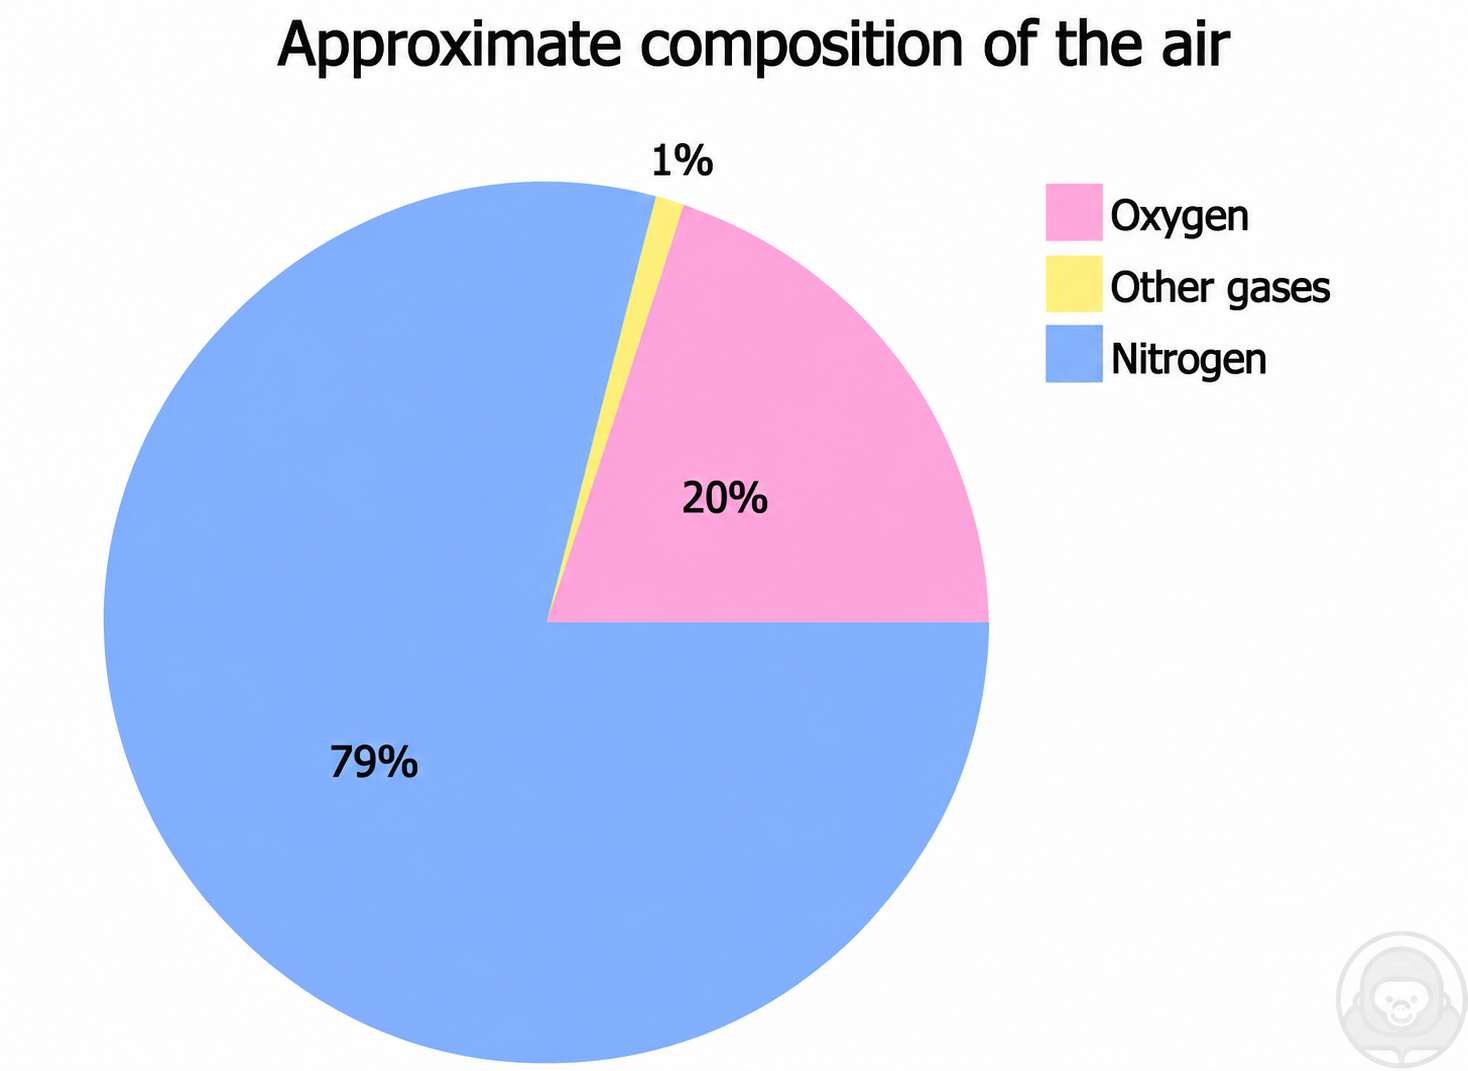 Approximate composition of the air
1%
Oxygen
Other gases
Nitrogen
20%
79%